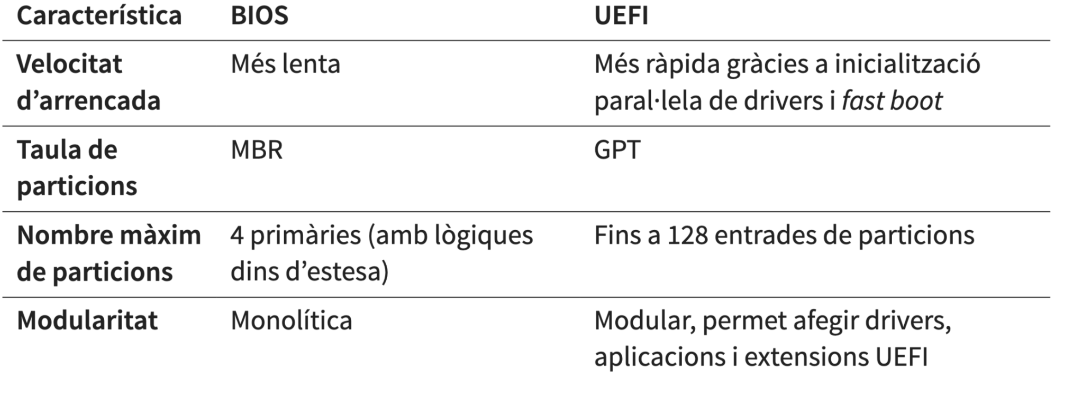 Característica BIOS UEFI
Velocitat Més lenta Més ràpida gràcies a inicialització
d’arrencada paral·lela de drivers i fast boot
Taula de MBR GPT
particions
Nombre màxim 4 primàries (amb lògiques Fins a 128 entrades de particions
de particions dins d’estesa)
Modularitat Monolítica Modular, permet afegir drivers,
aplicacions i extensions UEFI